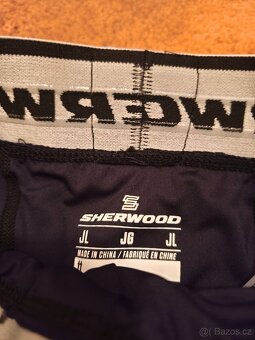 SHERWOOD
JL JG JL
MADE IN CHINA / FABRIQUÉ EN CHINE
Bazos.cz